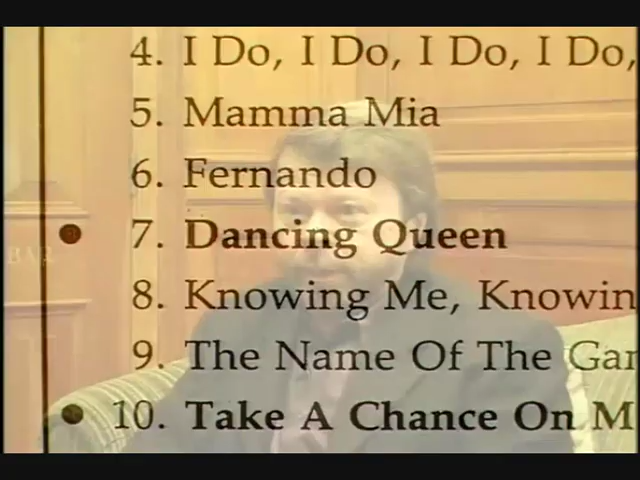 4. I Do, I Do, I Do, I Do,
5. Mamma Mia
6. Fernando
● 7. Dancing Queen
8. Knowing Me, Knowin
9. The Name Of The Gar
● 10. Take A Chance On M